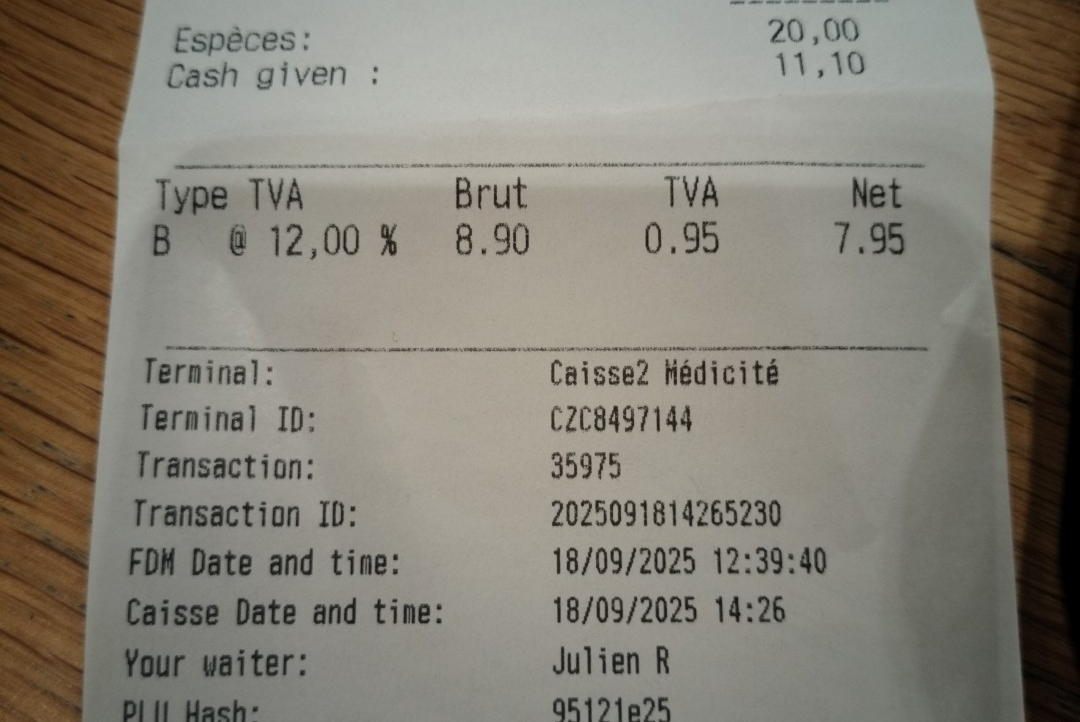 Espèces: 20,00
Cash given : 11,10
Type TVA Brut TVA Net
B @ 12,00 % 8.90 0.95 7.95
Terminal: Caisse2 Médicité
Terminal ID: CZC8497144
Transaction: 35975
Transaction ID: 2025091814265230
FDM Date and time: 18/09/2025 12:39:40
Caisse Date and time: 18/09/2025 14:26
Your waiter: Julien R
PLU Hash: 95121e25